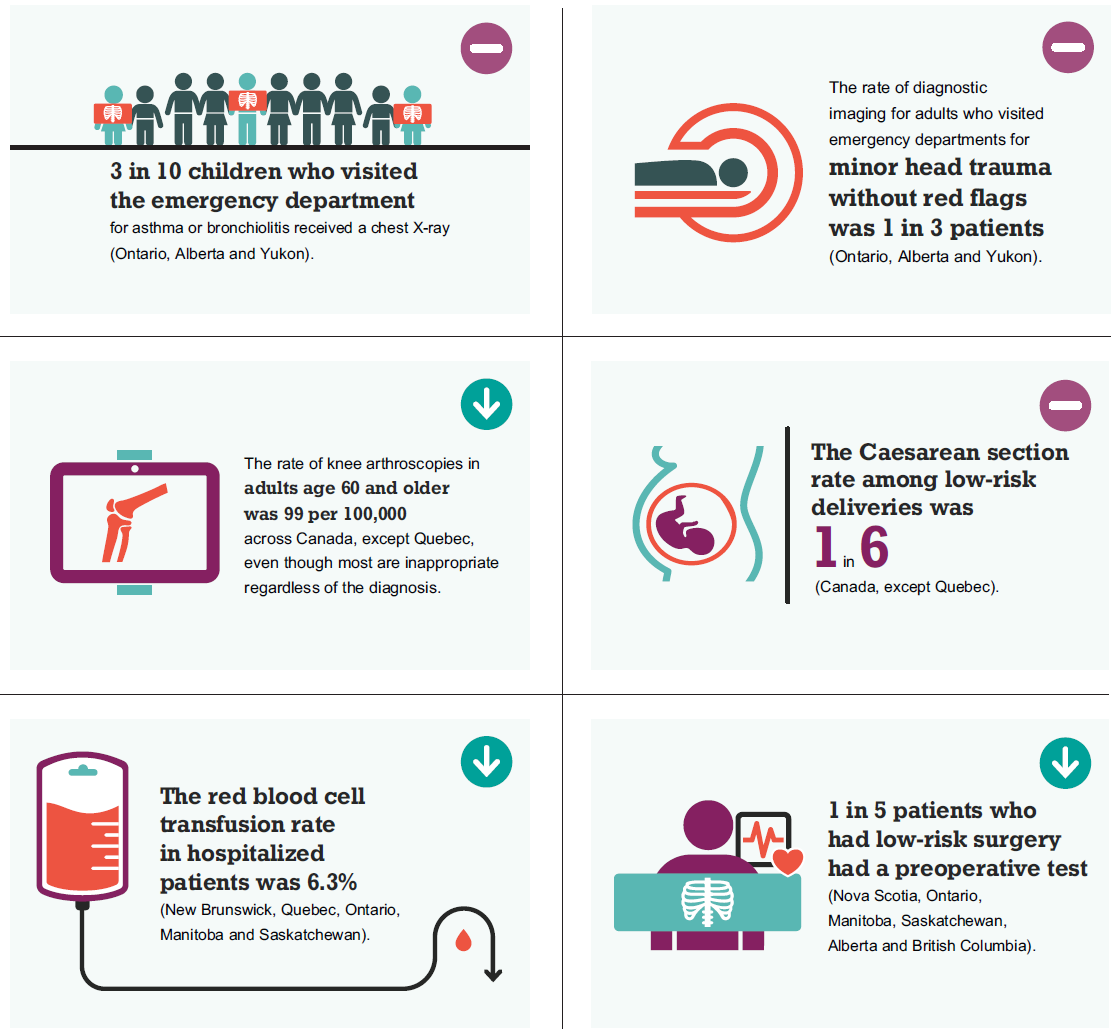 3 in 10 children who visited
the emergency department
for asthma or bronchiolitis received a chest X-ray
(Ontario, Alberta and Yukon).
The rate of diagnostic
imaging for adults who visited
emergency departments for
minor head trauma
without red flags
was 1 in 3 patients
(Ontario, Alberta and Yukon).
The rate of knee arthroscopies in
adults age 60 and older
was 99 per 100,000
across Canada, except Quebec,
even though most are inappropriate
regardless of the diagnosis.
The Caesarean section
rate among low-risk
deliveries was
1 in 6
(Canada, except Quebec).
The red blood cell
transfusion rate
in hospitalized
patients was 6.3%
(New Brunswick, Quebec, Ontario,
Manitoba and Saskatchewan).
1 in 5 patients who
had low-risk surgery
had a preoperative test
(Nova Scotia, Ontario,
Manitoba, Saskatchewan,
Alberta and British Columbia).